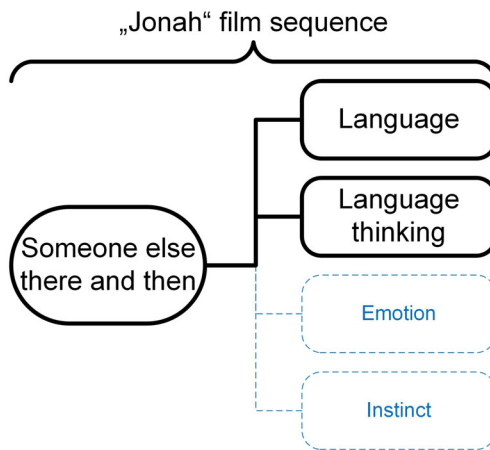 „Jonah“ film sequence
Language
Language
thinking
Someone else
there and then
Emotion
Instinct